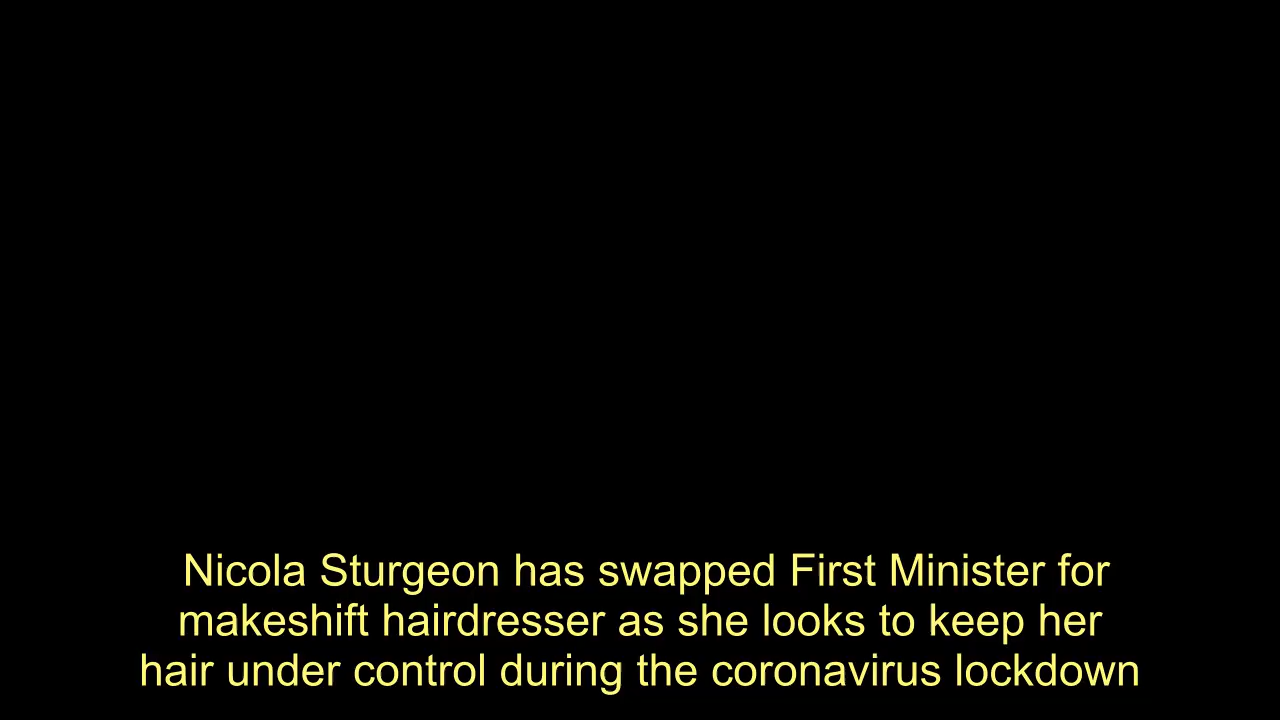 Nicola Sturgeon has swapped First Minister for
makeshift hairdresser as she looks to keep her
hair under control during the coronavirus lockdown